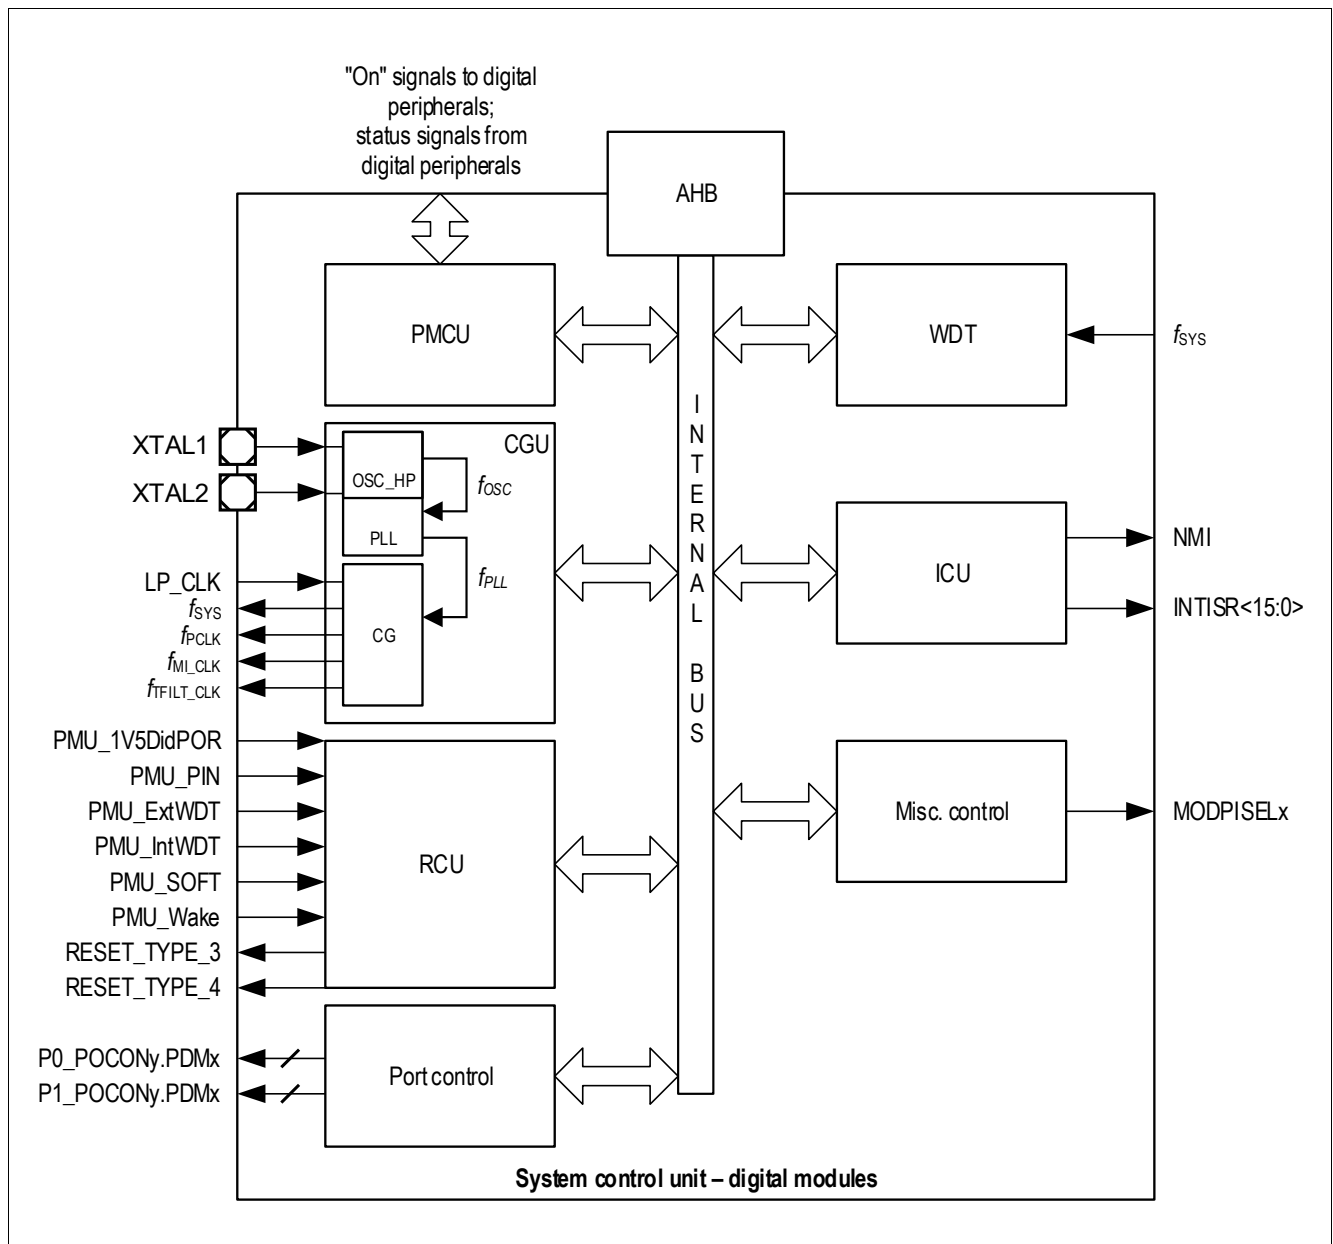 "On" signals to digital
peripherals;
status signals from
digital peripherals
AHB
PMCU
WDT
fSYS
INTERNAL BUS
XTAL1
XTAL2
CGU
OSC_HP
fOSC
PLL
fPLL
LP_CLK
fSYS
fPCLK
fMI_CLK
fTFILT_CLK
CG
ICU
NMI
INTISR<15:0>
PMU_1V5DidPOR
PMU_PIN
PMU_ExtWDT
PMU_IntWDT
PMU_SOFT
PMU_Wake
RESET_TYPE_3
RESET_TYPE_4
RCU
Misc. control
MODPISELx
P0_POCONy.PDMx
P1_POCONy.PDMx
Port control
System control unit – digital modules